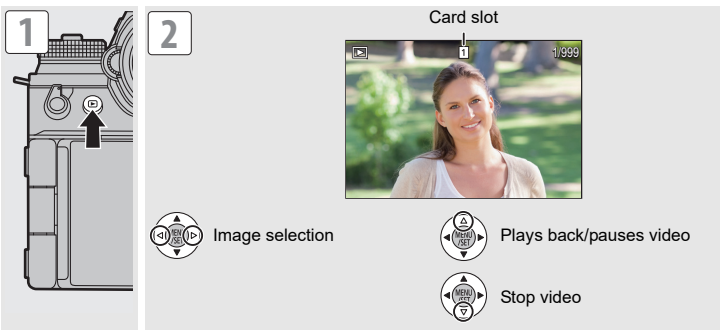 1
2
Card slot
1
1/999
MENU
/SET
Image selection
MENU
/SET
Plays back/pauses video
MENU
/SET
Stop video